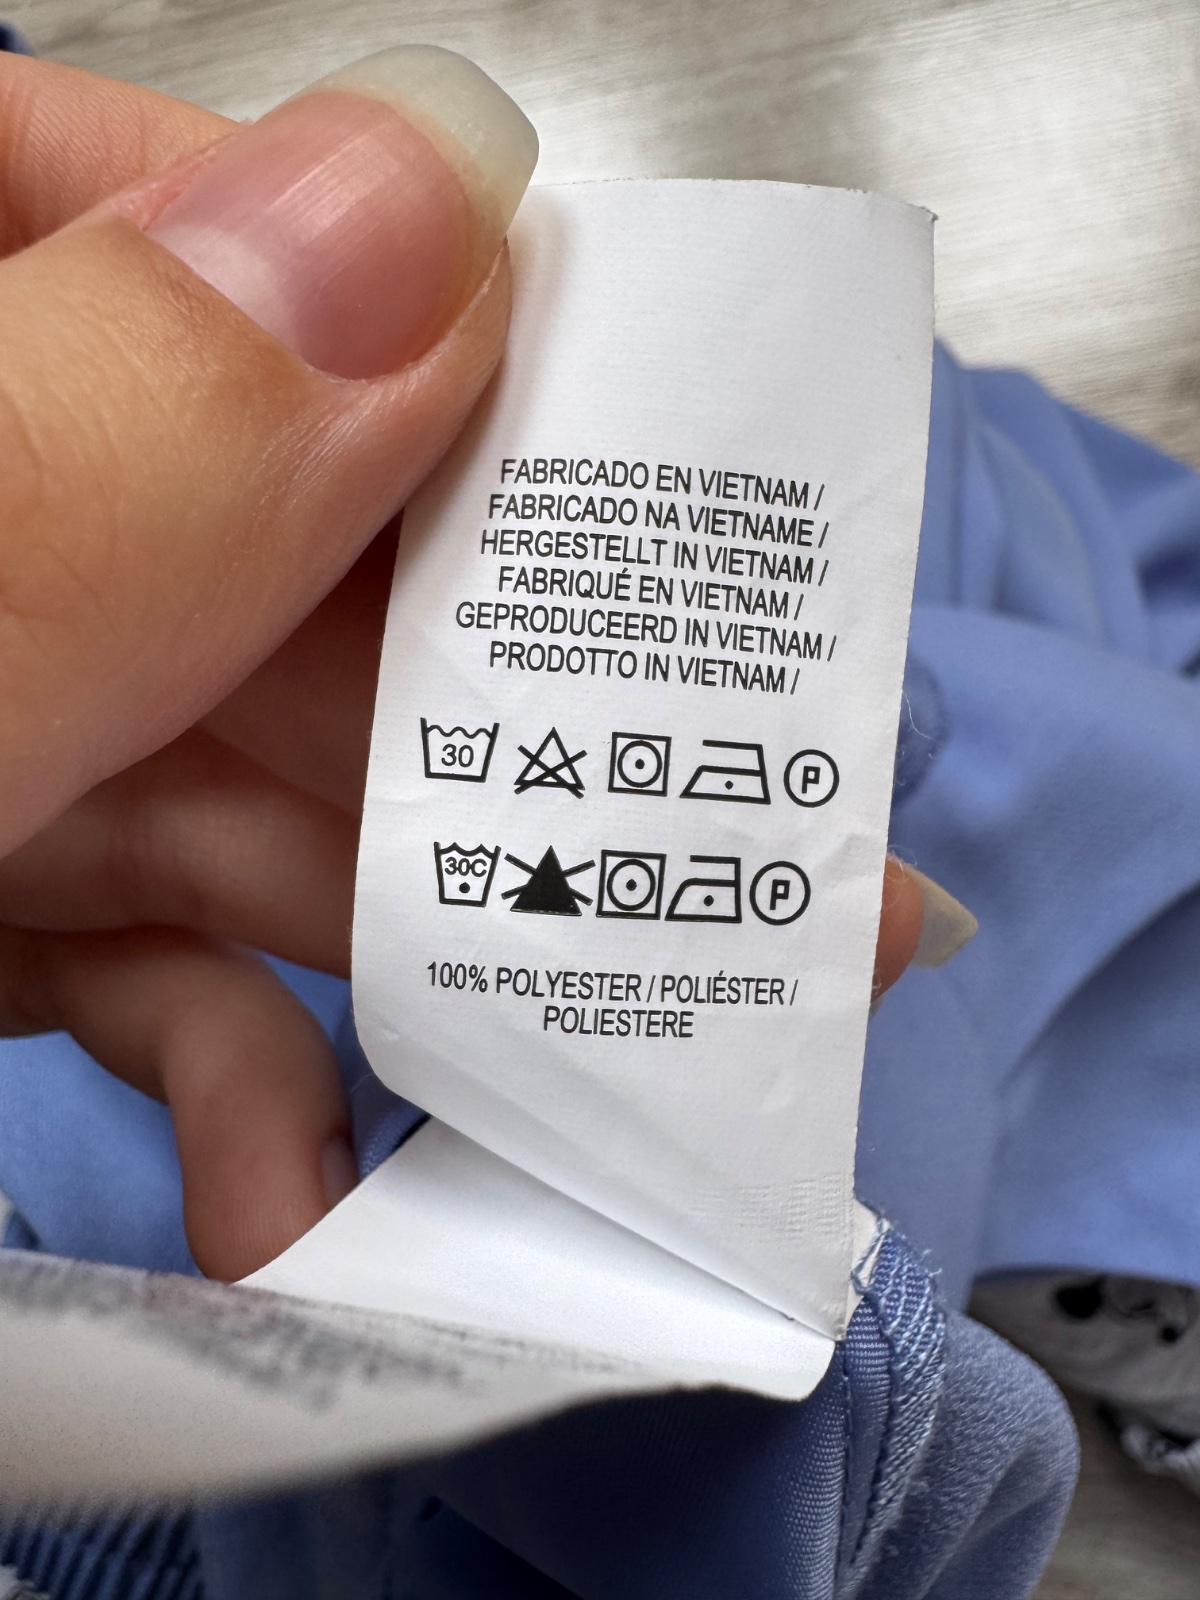 FABRICADO EN VIETNAM /
FABRICADO NA VIETNAME /
HERGESTELLT IN VIETNAM /
FABRIQUÉ EN VIETNAM /
GEPRODUCEERD IN VIETNAM /
PRODOTTO IN VIETNAM /
30 P
30C P
100% POLYESTER / POLIÉSTER /
POLIESTERE